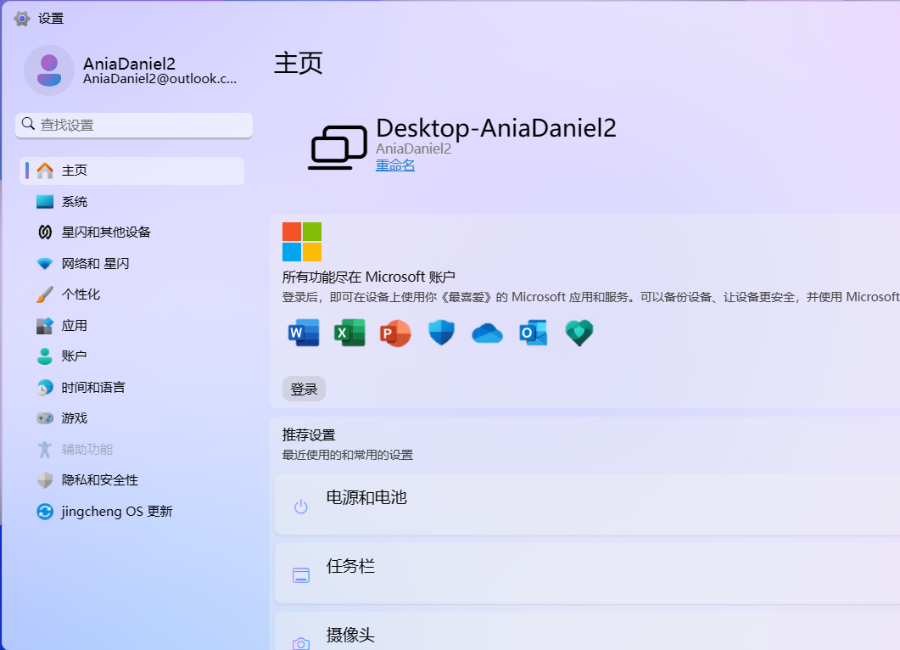 设置
AniaDaniel2
AniaDaniel2@outlook.c...
查找设置
主页
系统
星闪和其他设备
网络和 星闪
个性化
应用
账户
时间和语言
游戏
辅助功能
隐私和安全性
jingcheng OS 更新
主页
Desktop-AniaDaniel2
AniaDaniel2
重命名
所有功能尽在 Microsoft 账户
登录后，即可在设备上使用你《最喜爱》的 Microsoft 应用和服务。可以备份设备、让设备更安全，并使用 Microsoft
W
X
P
O
登录
推荐设置
最近使用的和常用的设置
电源和电池
任务栏
摄像头